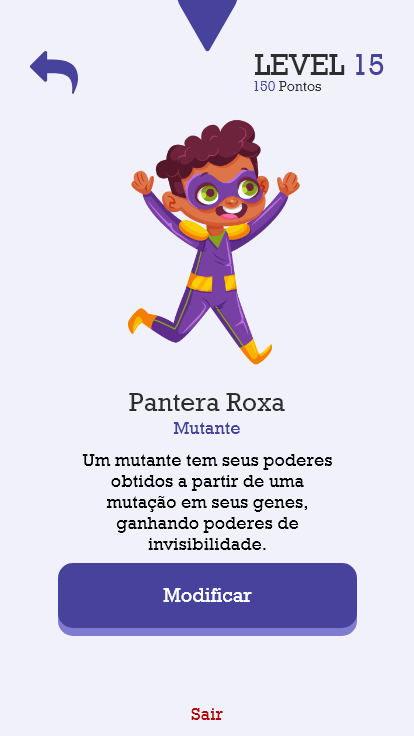 LEVEL 15
150 Pontos
Pantera Roxa
Mutante
Um mutante tem seus poderes
obtidos a partir de uma
mutação em seus genes,
ganhando poderes de
invisibilidade.
Modificar
Sair